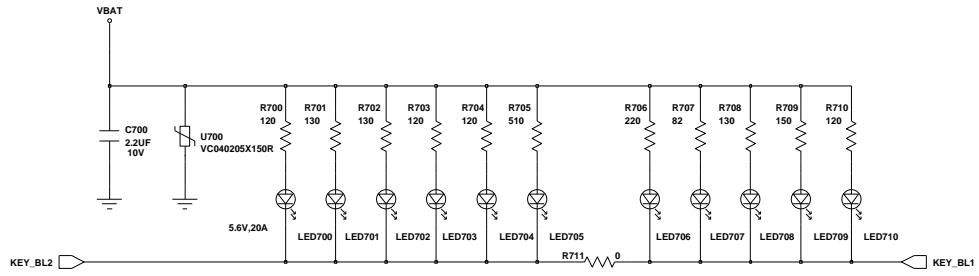 VBAT
R700 R701 R702 R703 R704 R705 R706 R707 R708 R709 R710
120 130 130 120 120 510 220 82 130 150 120
C700
2.2UF
10V
U700
VC040205X150R
5.6V,20A
LED700 LED701 LED702 LED703 LED704 LED705 LED706 LED707 LED708 LED709 LED710
R711 0
KEY_BL2 KEY_BL1